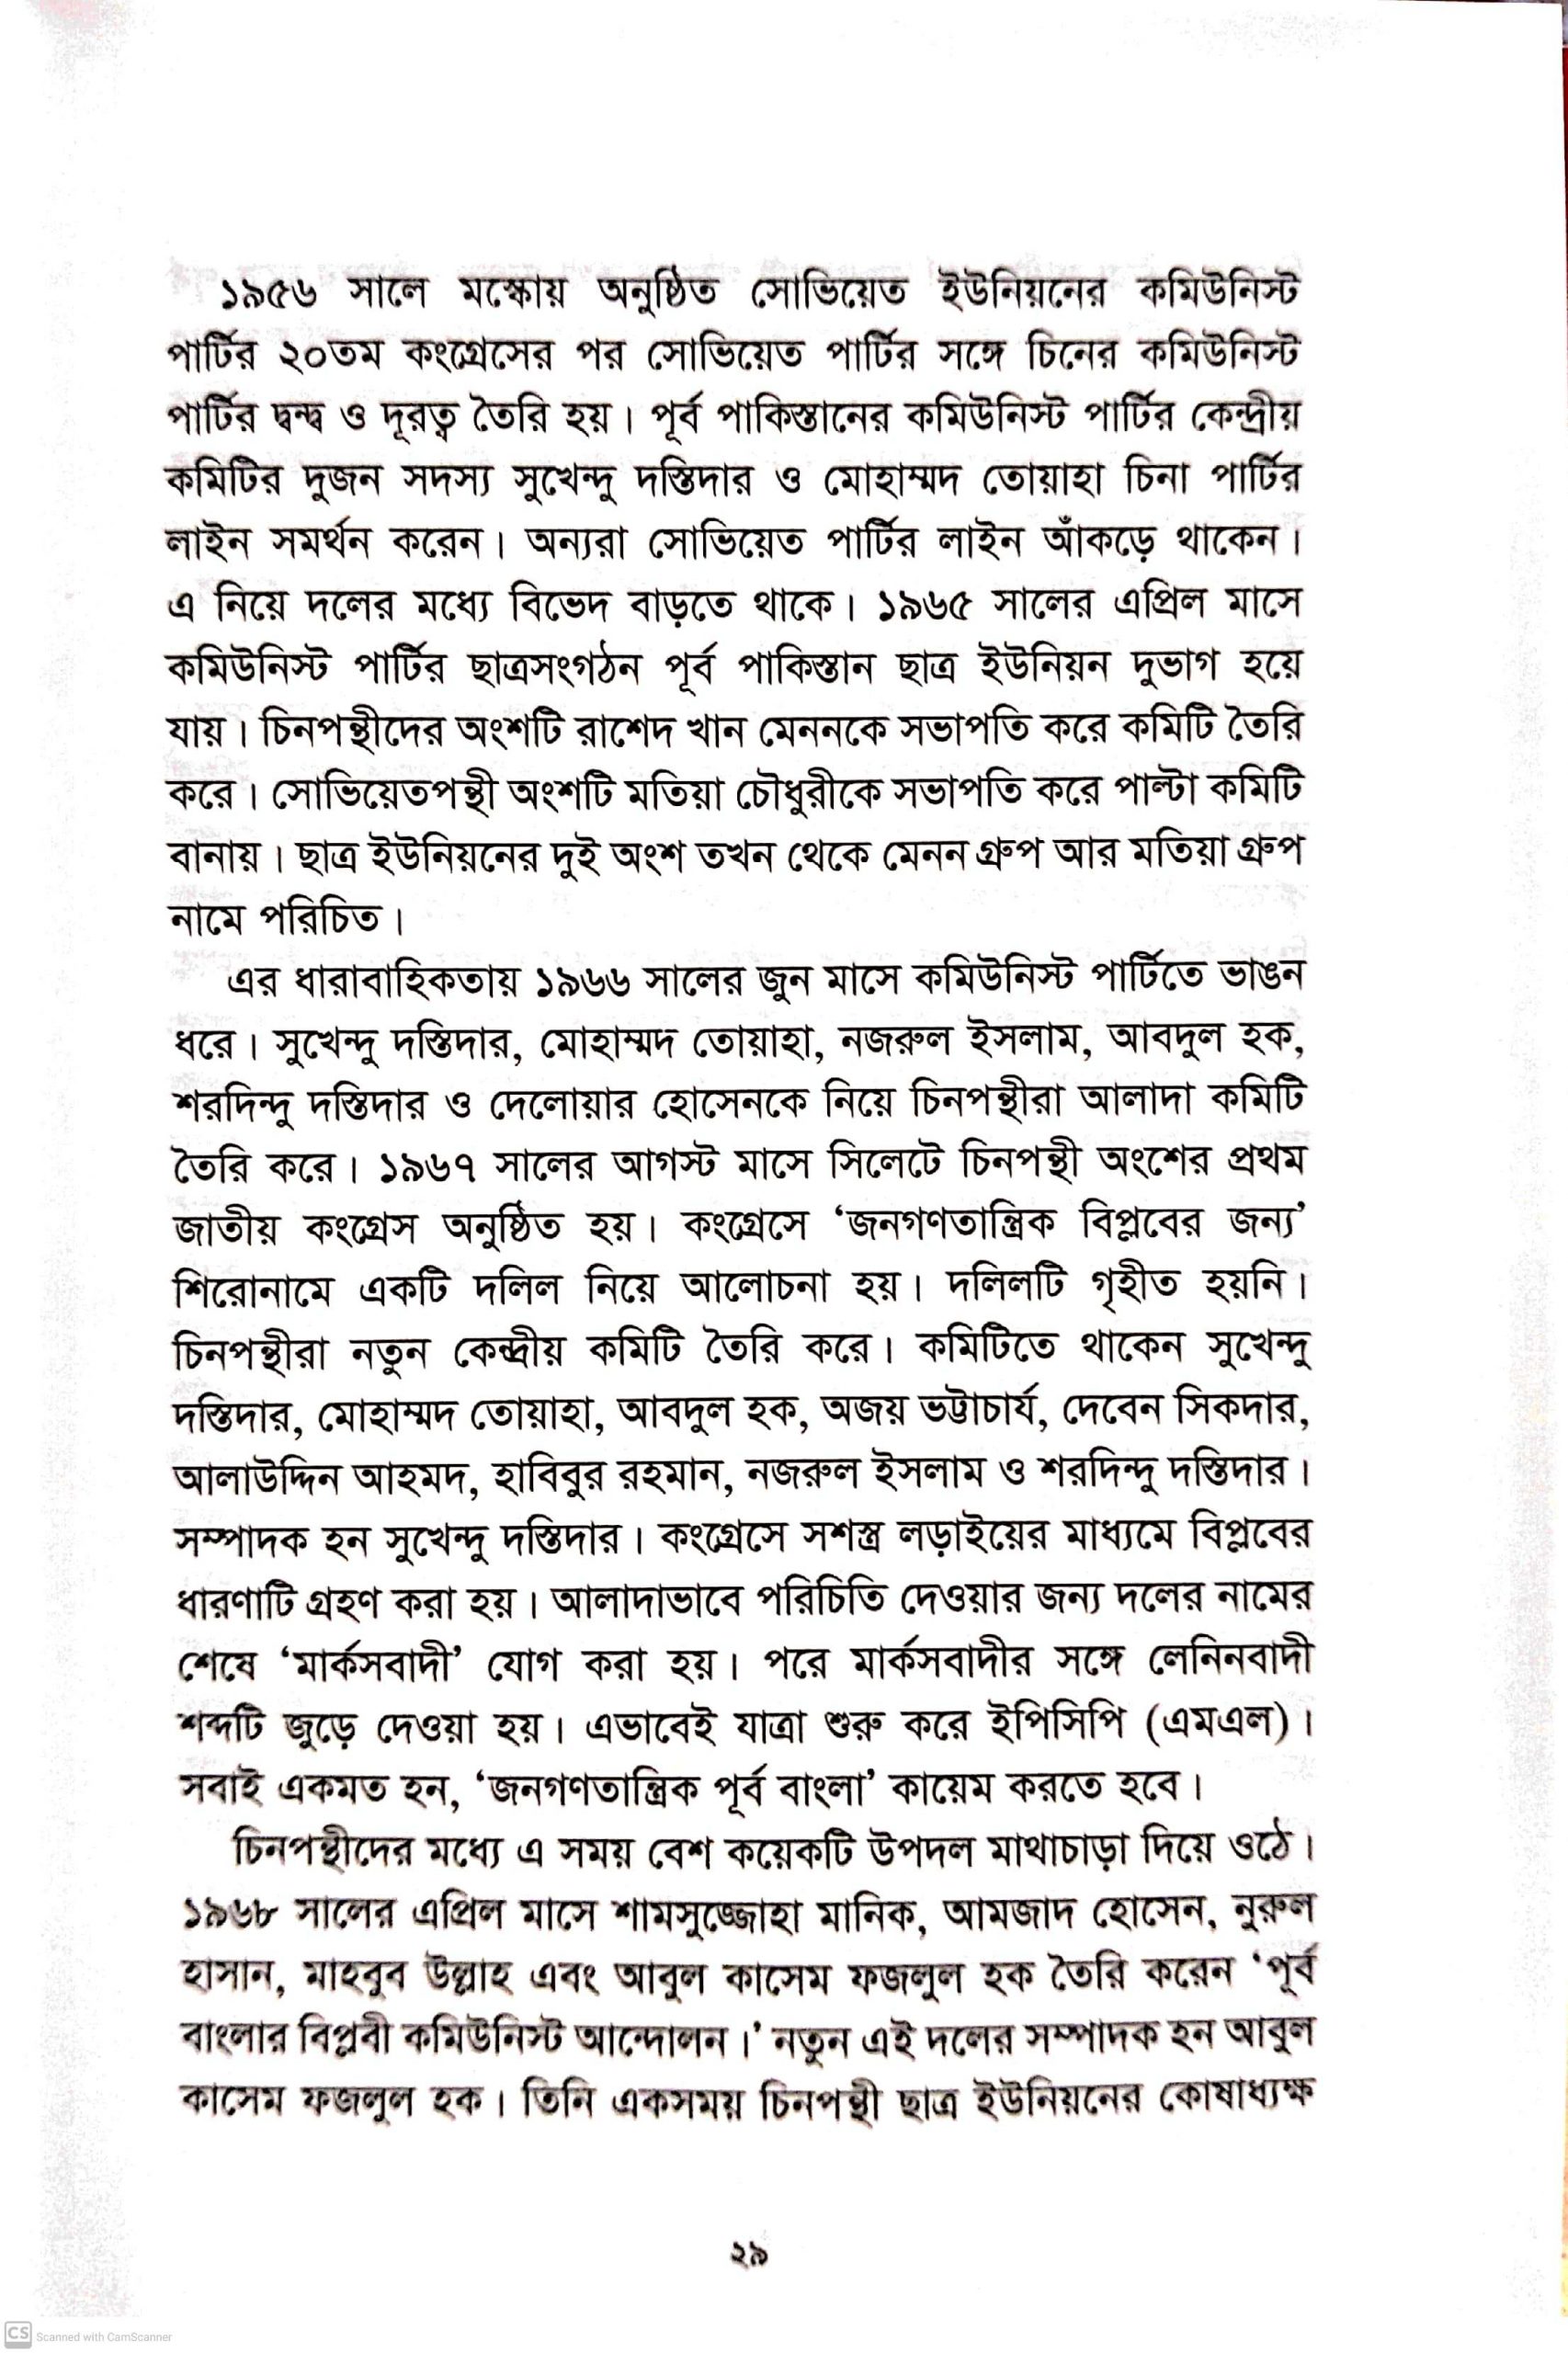 ১৯৫৬ সালে মস্কোয় অনুষ্ঠিত সোভিয়েত ইউনিয়নের কমিউনিস্ট
পার্টির ২০তম কংগ্রেসের পর সোভিয়েত পার্টির সঙ্গে চিনের কমিউনিস্ট
পার্টির দ্বন্দ্ব ও দূরত্ব তৈরি হয়। পূর্ব পাকিস্তানের কমিউনিস্ট পার্টির কেন্দ্রীয়
কমিটির দুজন সদস্য সুখেন্দু দস্তিদার ও মোহাম্মদ তোয়াহা চিনা পার্টির
লাইন সমর্থন করেন। অন্যরা সোভিয়েত পার্টির লাইন আঁকড়ে থাকেন।
এ নিয়ে দলের মধ্যে বিভেদ বাড়তে থাকে। ১৯৬৫ সালের এপ্রিল মাসে
কমিউনিস্ট পার্টির ছাত্রসংগঠন পূর্ব পাকিস্তান ছাত্র ইউনিয়ন দুভাগ হয়ে
যায়। চিনপন্থীদের অংশটি রাশেদ খান মেননকে সভাপতি করে কমিটি তৈরি
করে। সোভিয়েতপন্থী অংশটি মতিয়া চৌধুরীকে সভাপতি করে পাল্টা কমিটি
বানায়। ছাত্র ইউনিয়নের দুই অংশ তখন থেকে মেনন গ্রুপ আর মতিয়া গ্রুপ
নামে পরিচিত।
এর ধারাবাহিকতায় ১৯৬৬ সালের জুন মাসে কমিউনিস্ট পার্টিতে ভাঙন
ধরে। সুখেন্দু দস্তিদার, মোহাম্মদ তোয়াহা, নজরুল ইসলাম, আবদুল হক,
শরদিন্দু দস্তিদার ও দেলোয়ার হোসেনকে নিয়ে চিনপন্থীরা আলাদা কমিটি
তৈরি করে। ১৯৬৭ সালের আগস্ট মাসে সিলেটে চিনপন্থী অংশের প্রথম
জাতীয় কংগ্রেস অনুষ্ঠিত হয়। কংগ্রেসে ‘জনগণতান্ত্রিক বিপ্লবের জন্য’
শিরোনামে একটি দলিল নিয়ে আলোচনা হয়। দলিলটি গৃহীত হয়নি।
চিনপন্থীরা নতুন কেন্দ্রীয় কমিটি তৈরি করে। কমিটিতে থাকেন সুখেন্দু
দস্তিদার, মোহাম্মদ তোয়াহা, আবদুল হক, অজয় ভট্টাচার্য, দেবেন সিকদার,
আলাউদ্দিন আহমদ, হাবিবুর রহমান, নজরুল ইসলাম ও শরদিন্দু দস্তিদার।
সম্পাদক হন সুখেন্দু দস্তিদার। কংগ্রেসে সশস্ত্র লড়াইয়ের মাধ্যমে বিপ্লবের
ধারণাটি গ্রহণ করা হয়। আলাদাভাবে পরিচিতি দেওয়ার জন্য দলের নামের
শেষে ‘মার্কসবাদী’ যোগ করা হয়। পরে মার্কসবাদীর সঙ্গে লেনিনবাদী
শব্দটি জুড়ে দেওয়া হয়। এভাবেই যাত্রা শুরু করে ইপিসিপি (এমএল)।
সবাই একমত হন, ‘জনগণতান্ত্রিক পূর্ব বাংলা’ কায়েম করতে হবে।
চিনপন্থীদের মধ্যে এ সময় বেশ কয়েকটি উপদল মাথাচাড়া দিয়ে ওঠে।
১৯৬৮ সালের এপ্রিল মাসে শামসুজ্জোহা মানিক, আমজাদ হোসেন, নুরুল
হাসান, মাহবুব উল্লাহ এবং আবুল কাসেম ফজলুল হক তৈরি করেন ‘পূর্ব
বাংলার বিপ্লবী কমিউনিস্ট আন্দোলন।’ নতুন এই দলের সম্পাদক হন আবুল
কাসেম ফজলুল হক। তিনি একসময় চিনপন্থী ছাত্র ইউনিয়নের কোষাধ্যক্ষ
২৯
CS Scanned with CamScanner